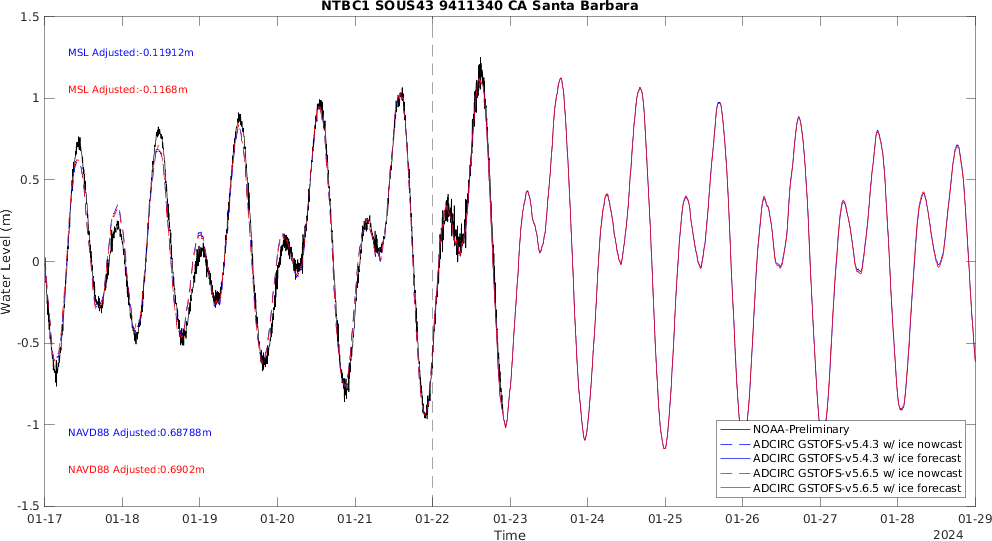 NTBC1 SOUS43 9411340 CA Santa Barbara
MSL Adjusted:-0.11912m
MSL Adjusted:-0.1168m
NAVD88 Adjusted:0.68788m
NAVD88 Adjusted:0.6902m
Water Level (m)
1.5
1
0.5
0
-0.5
-1
-1.5
NOAA-Preliminary
ADCIRC GSTOFS-v5.4.3 w/ ice nowcast
ADCIRC GSTOFS-v5.4.3 w/ ice forecast
ADCIRC GSTOFS-v5.6.5 w/ ice nowcast
ADCIRC GSTOFS-v5.6.5 w/ ice forecast
01-17 01-18 01-19 01-20 01-21 01-22 01-23 01-24 01-25 01-26 01-27 01-28 01-29
Time
2024